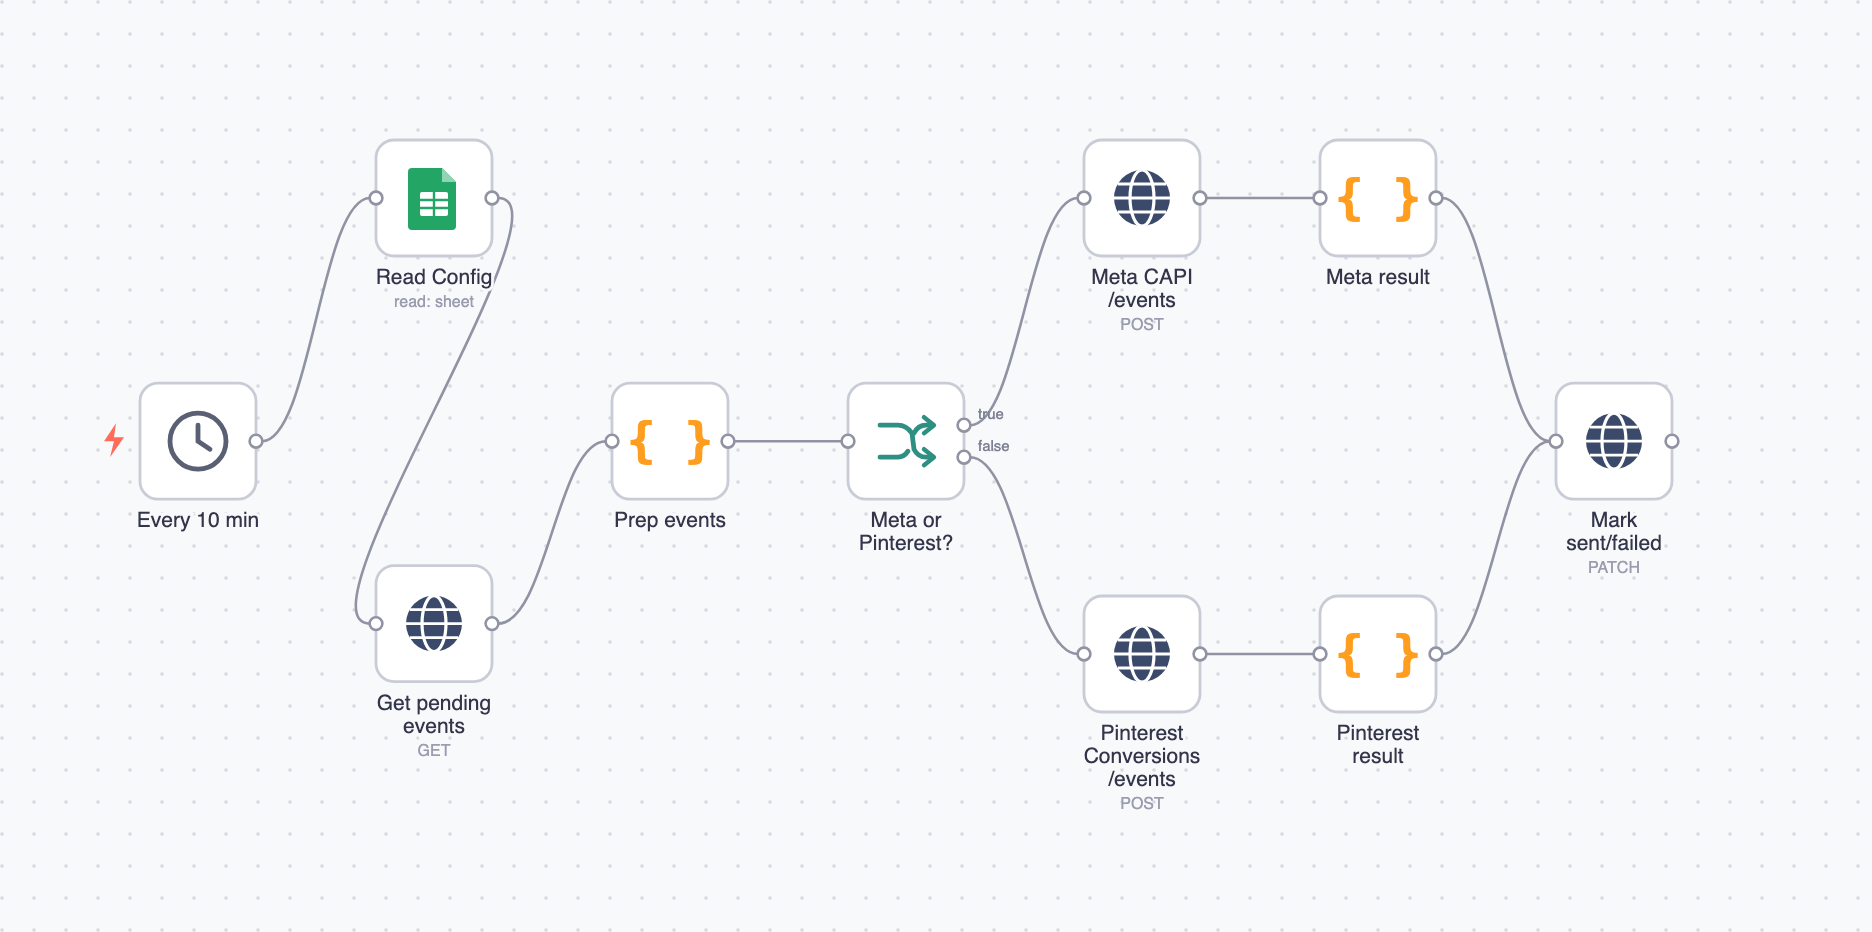 Every 10 min
Read Config
read: sheet
Get pending
events
GET
Prep events
Meta or
Pinterest?
true
false
Meta CAPI
/events
POST
Meta result
Pinterest
Conversions
/events
POST
Pinterest
result
Mark
sent/failed
PATCH